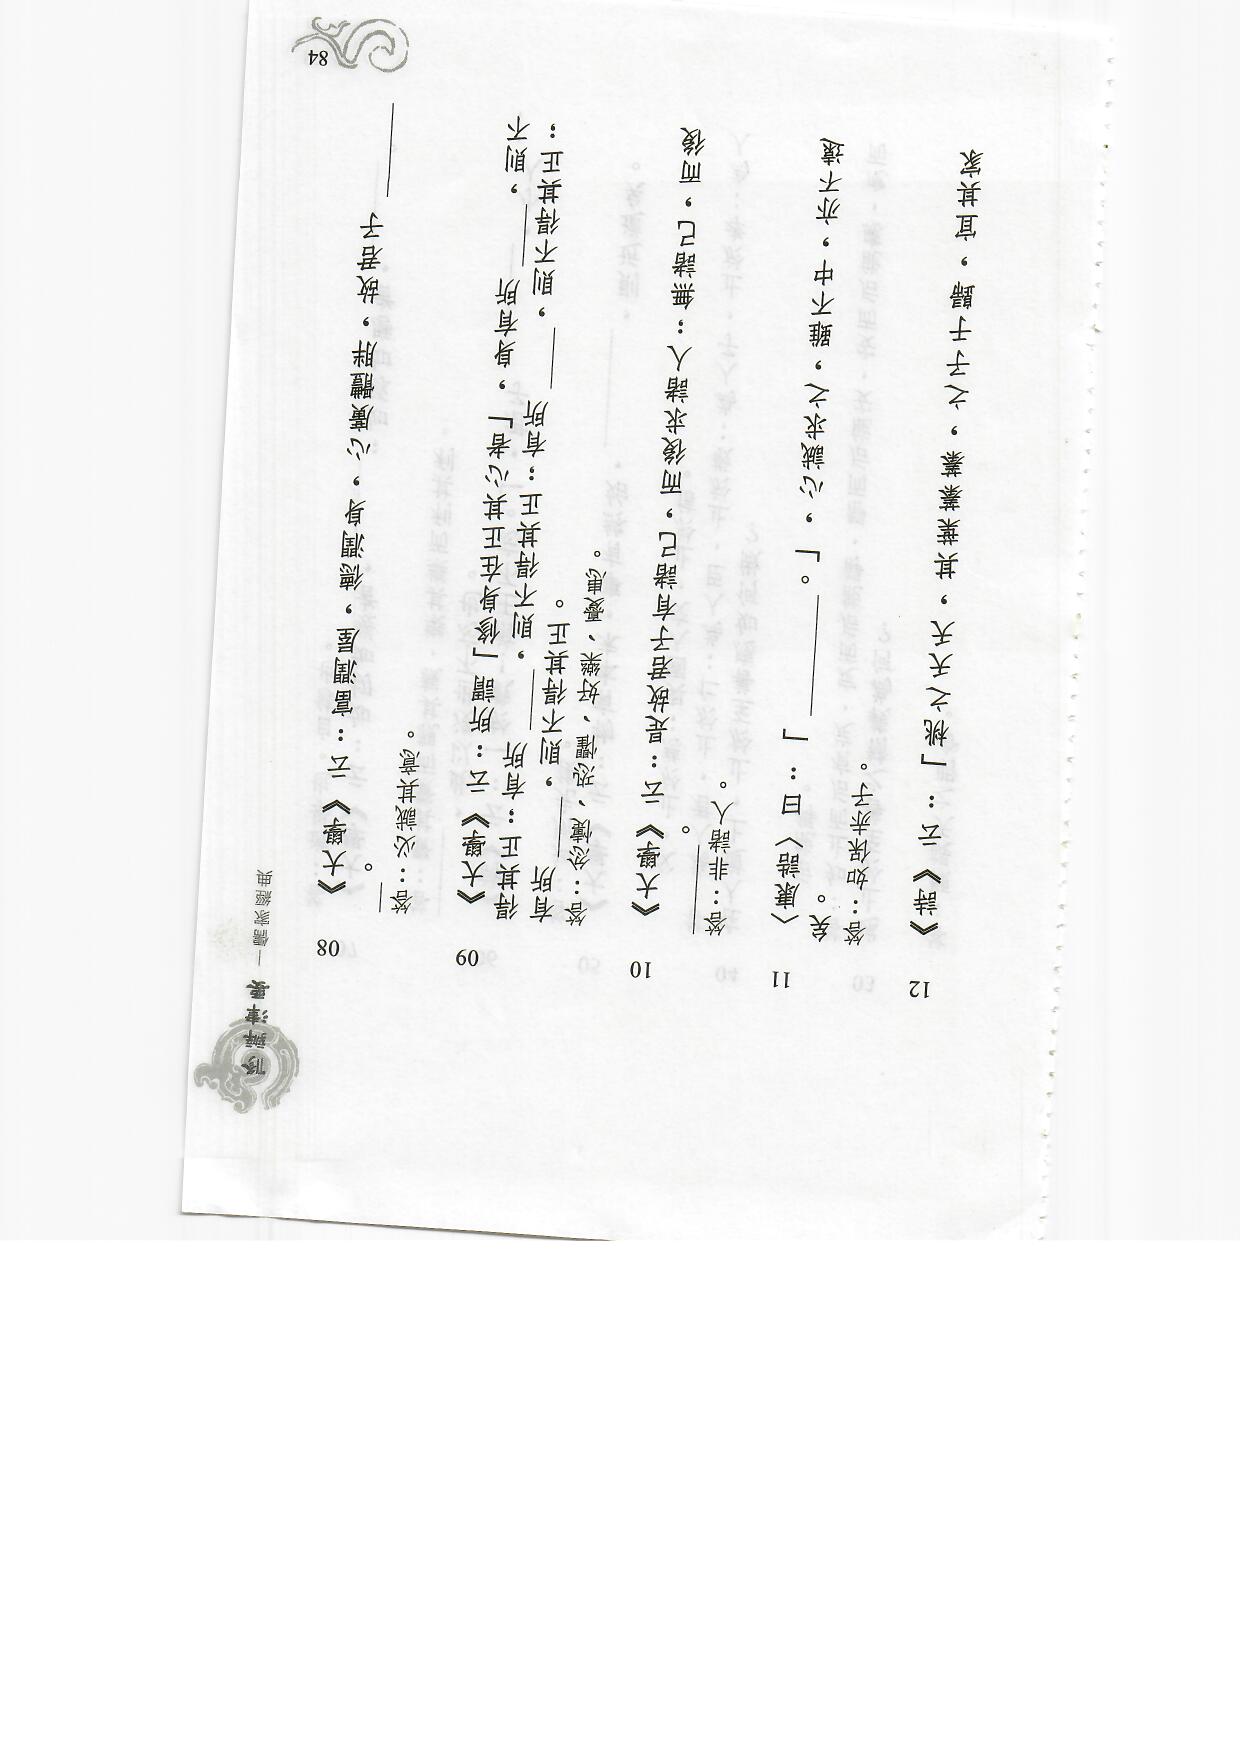 修辦津要
—儒家經典
08
《大學》云：富潤屋，德潤身，心廣體胖，故君子＿＿＿
＿。
答：必誠其意。
09
《大學》云：所謂「修身在正其心者」，身有所＿＿，則不
得其正；有所＿＿，則不得其正；有所＿＿，則不得其正；
有所＿＿，則不得其正。
答：忿懥、恐懼、好樂、憂患。
10
《大學》云：是故君子有諸己，而後求諸人；無諸己，而後
＿＿＿。
答：非諸人。
11
〈康誥〉曰：「＿＿＿＿。」，心誠求之，雖不中，亦不遠
矣。
答：如保赤子。
12
《詩》云：「桃之夭夭，其葉蓁蓁，之子于歸，宜其家
84